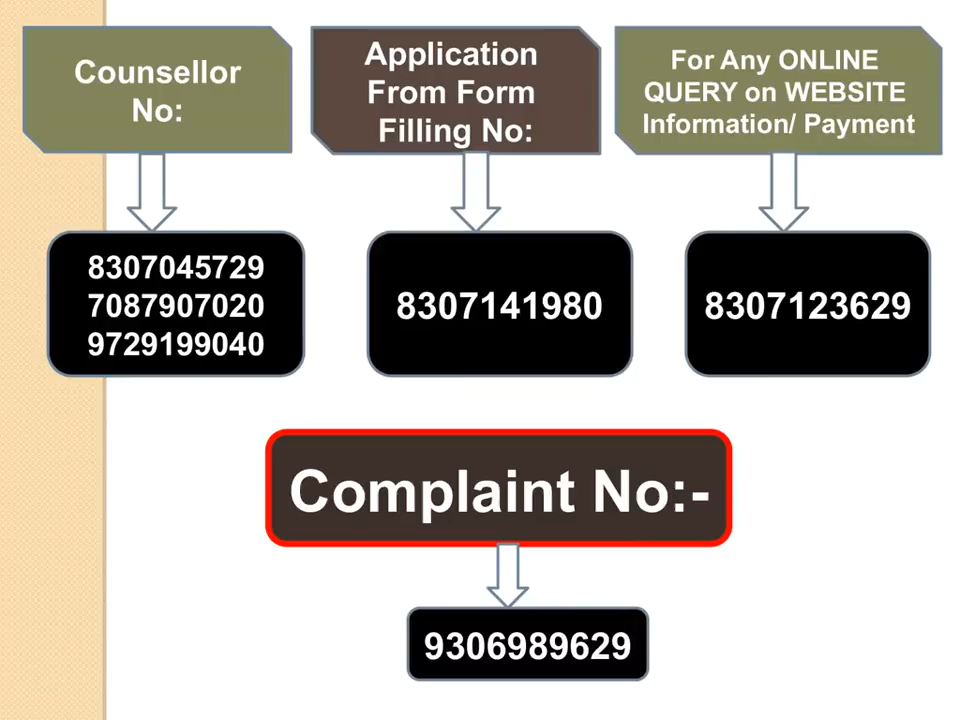 Counsellor
No:
Application
From Form
Filling No:
For Any ONLINE
QUERY on WEBSITE
Information/ Payment
8307045729
7087907020
9729199040
8307141980
8307123629
Complaint No:-
9306989629